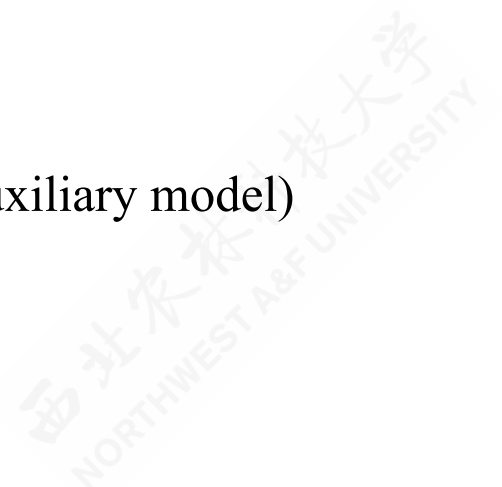 uxiliary model)
西北农林科技大学
NORTHWEST A&F UNIVERSITY